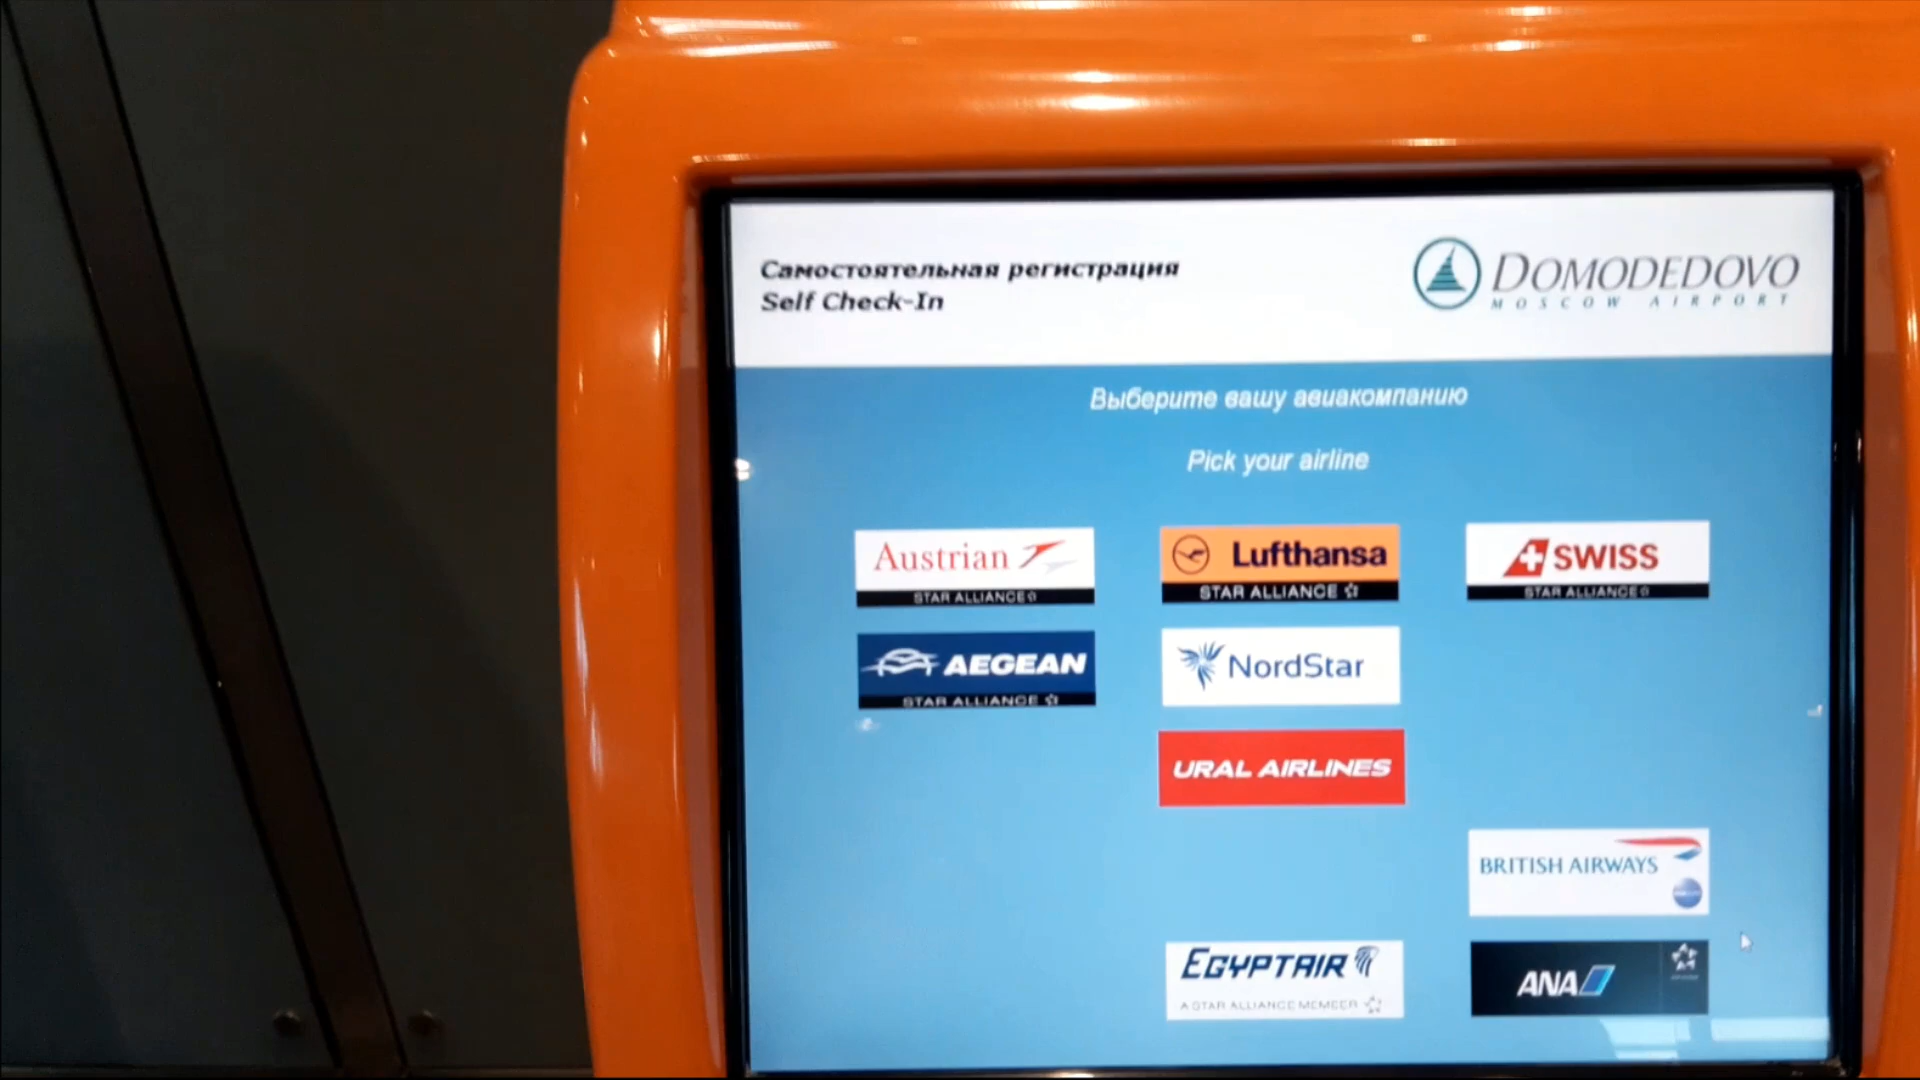 Самостоятельная регистрация
Self Check-In
DOMODEDOVO
MOSCOW AIRPORT
Выберите вашу авиакомпанию
Pick your airline
Austrian
STAR ALLIANCE
Lufthansa
STAR ALLIANCE
SWISS
STAR ALLIANCE
AEGEAN
STAR ALLIANCE
NordStar
URAL AIRLINES
BRITISH AIRWAYS
EGYPTAIR
A STAR ALLIANCE MEMBER
ANA